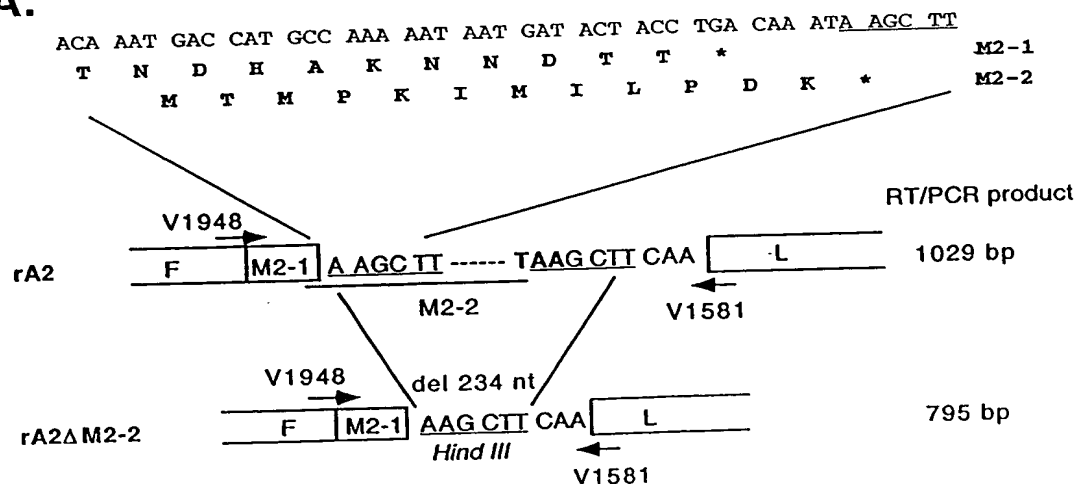 A.
ACA AAT GAC CAT GCC AAA AAT AAT GAT ACT ACC TGA CAA ATA AGC TT
T N D H A K N N D T T * M2-1
M T M P K I M I L P D K * M2-2
RT/PCR product
V1948
rA2 F M2-1 A AGC TT ------ TAAG CTT CAA L 1029 bp
M2-2 V1581
V1948 del 234 nt
rA2Δ M2-2 F M2-1 AAG CTT CAA L 795 bp
Hind III
V1581